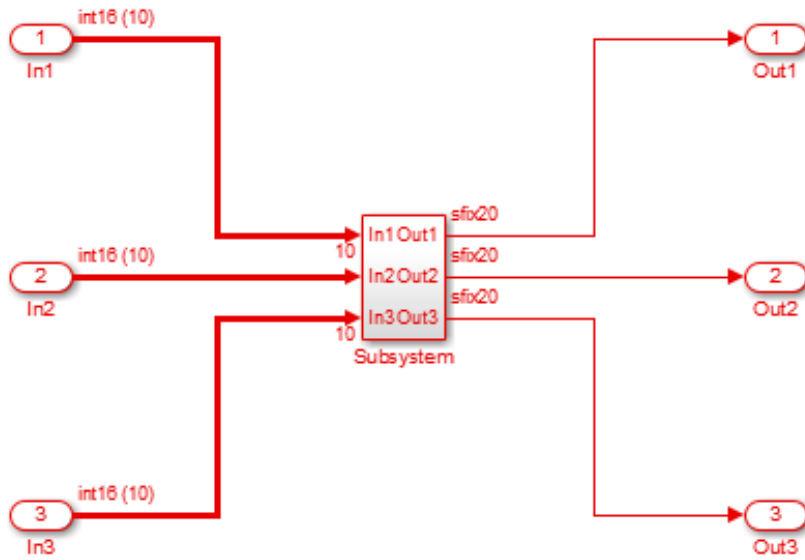 int16 (10)
1
In1
1
Out1
sfix20
In1 Out1
10
int16 (10)
2
In2
sfix20
In2 Out2
2
Out2
sfix20
In3 Out3
10
Subsystem
int16 (10)
3
In3
3
Out3